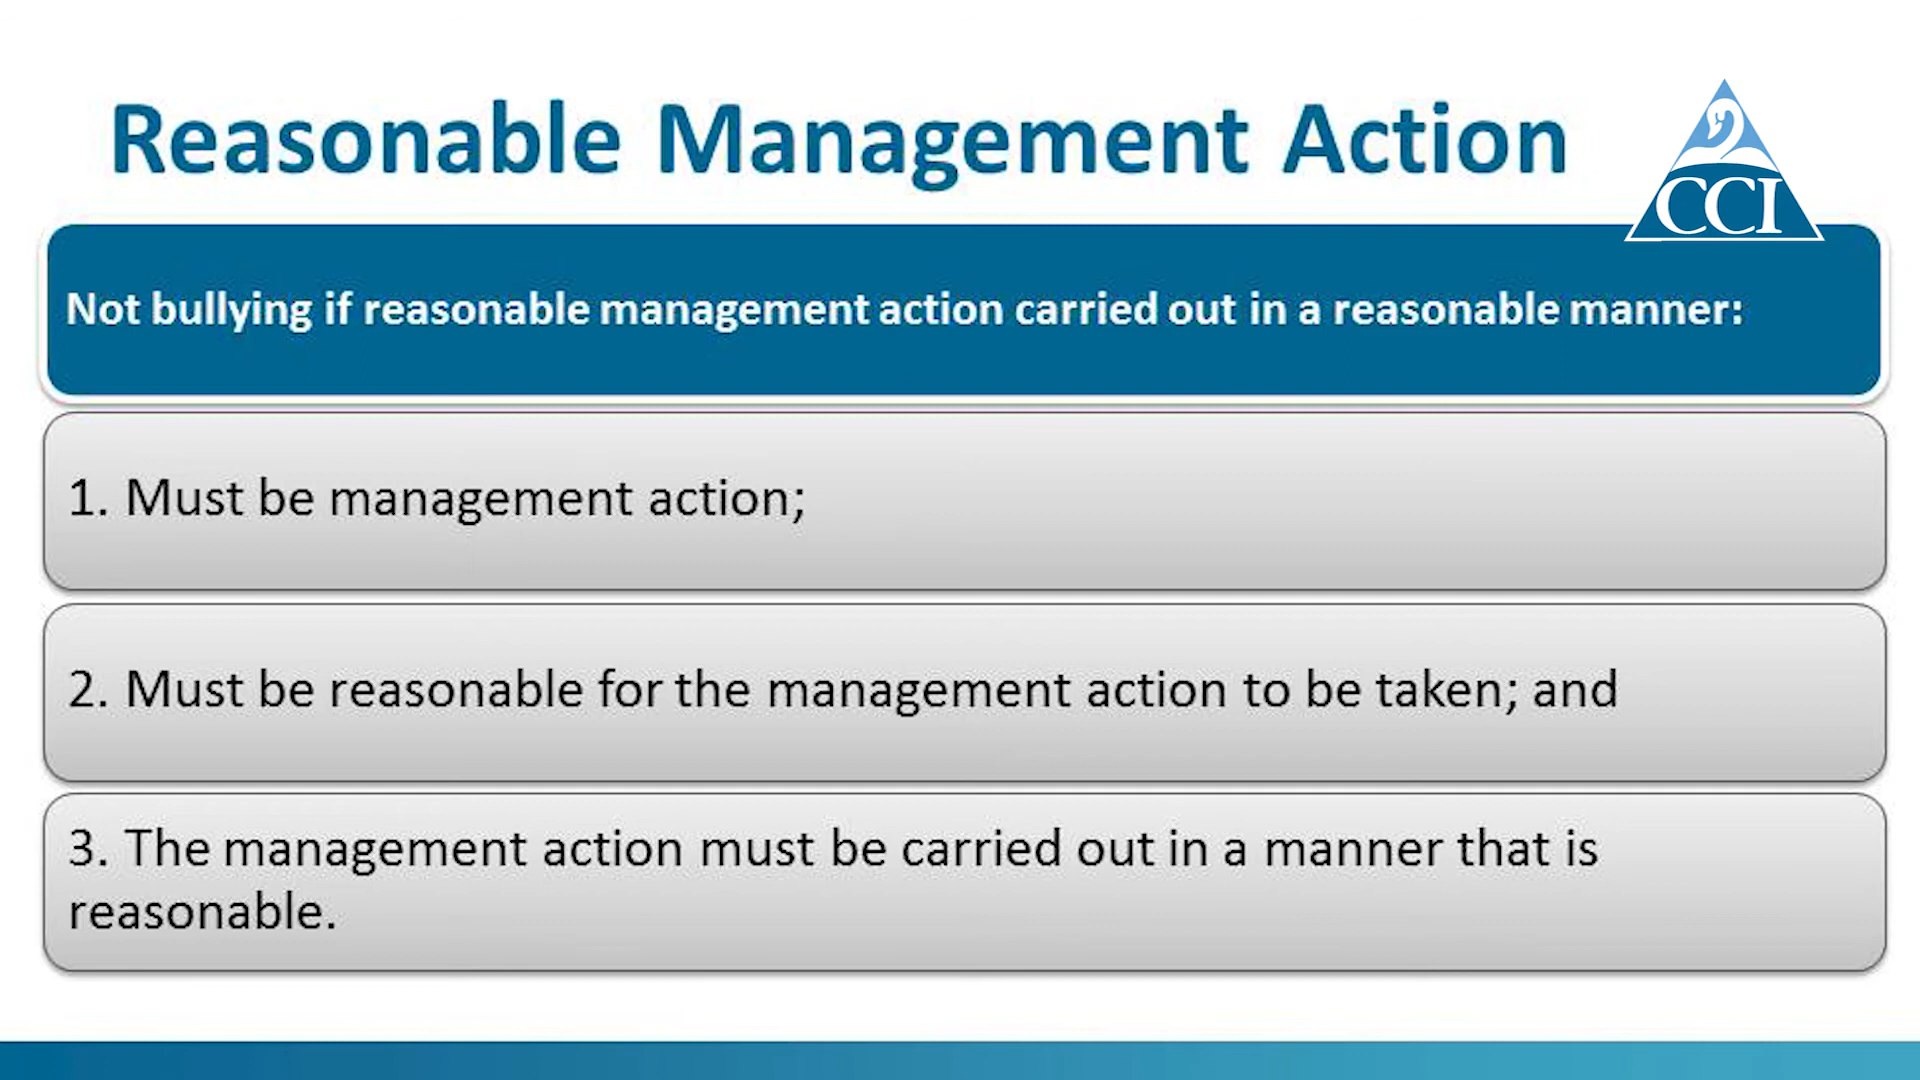 Reasonable Management Action
CCI
Not bullying if reasonable management action carried out in a reasonable manner:
1. Must be management action;
2. Must be reasonable for the management action to be taken; and
3. The management action must be carried out in a manner that is
reasonable.